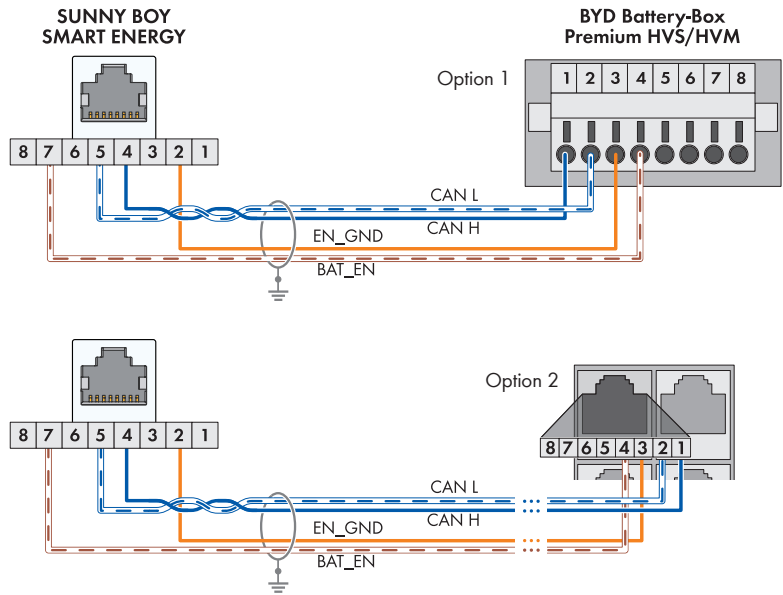 SUNNY BOY
SMART ENERGY
BYD Battery-Box
Premium HVS/HVM
Option 1
1 2 3 4 5 6 7 8
8 7 6 5 4 3 2 1
CAN L
CAN H
EN_GND
BAT_EN
Option 2
8 7 6 5 4 3 2 1
8 7 6 5 4 3 2 1
CAN L
CAN H
EN_GND
BAT_EN